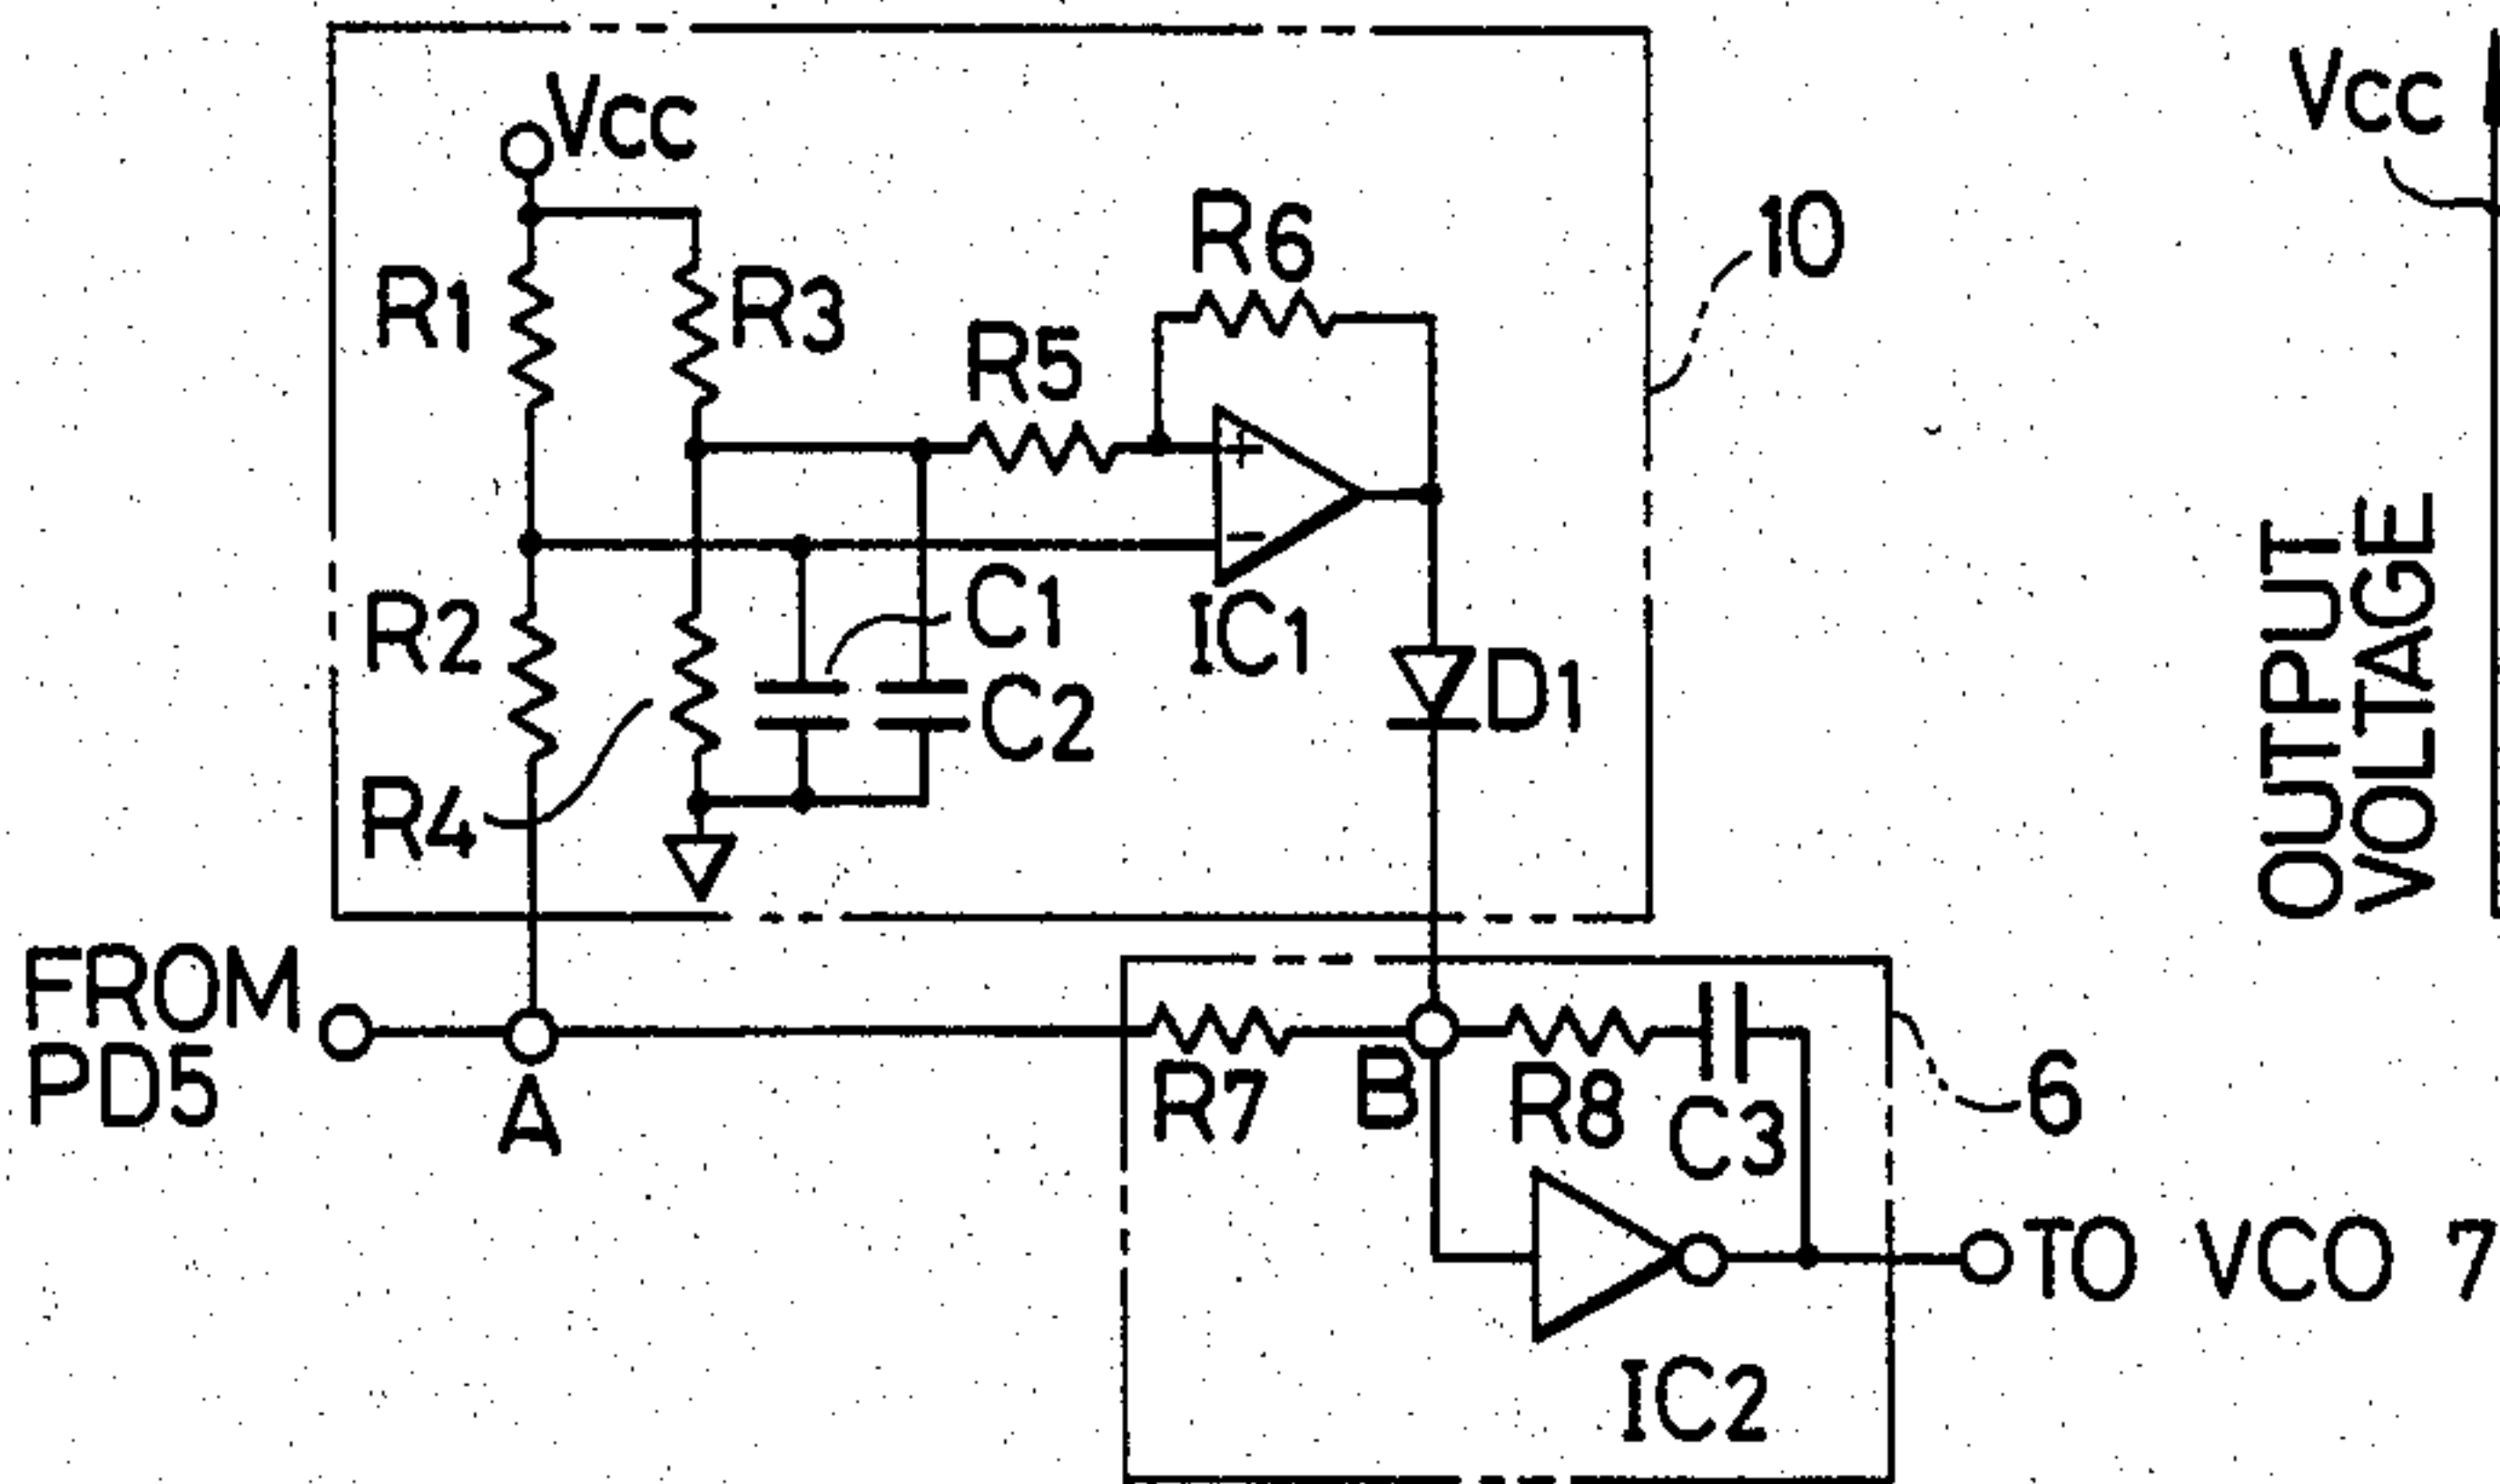 Vcc
Vcc
R6
10
R1
R3
R5
+
-
C1
IC1
R2
C2
D1
R4
OUTPUT
VOLTAGE
FROM
PD5
A
R7
B
R8
C3
6
TO VCO 7
IC2